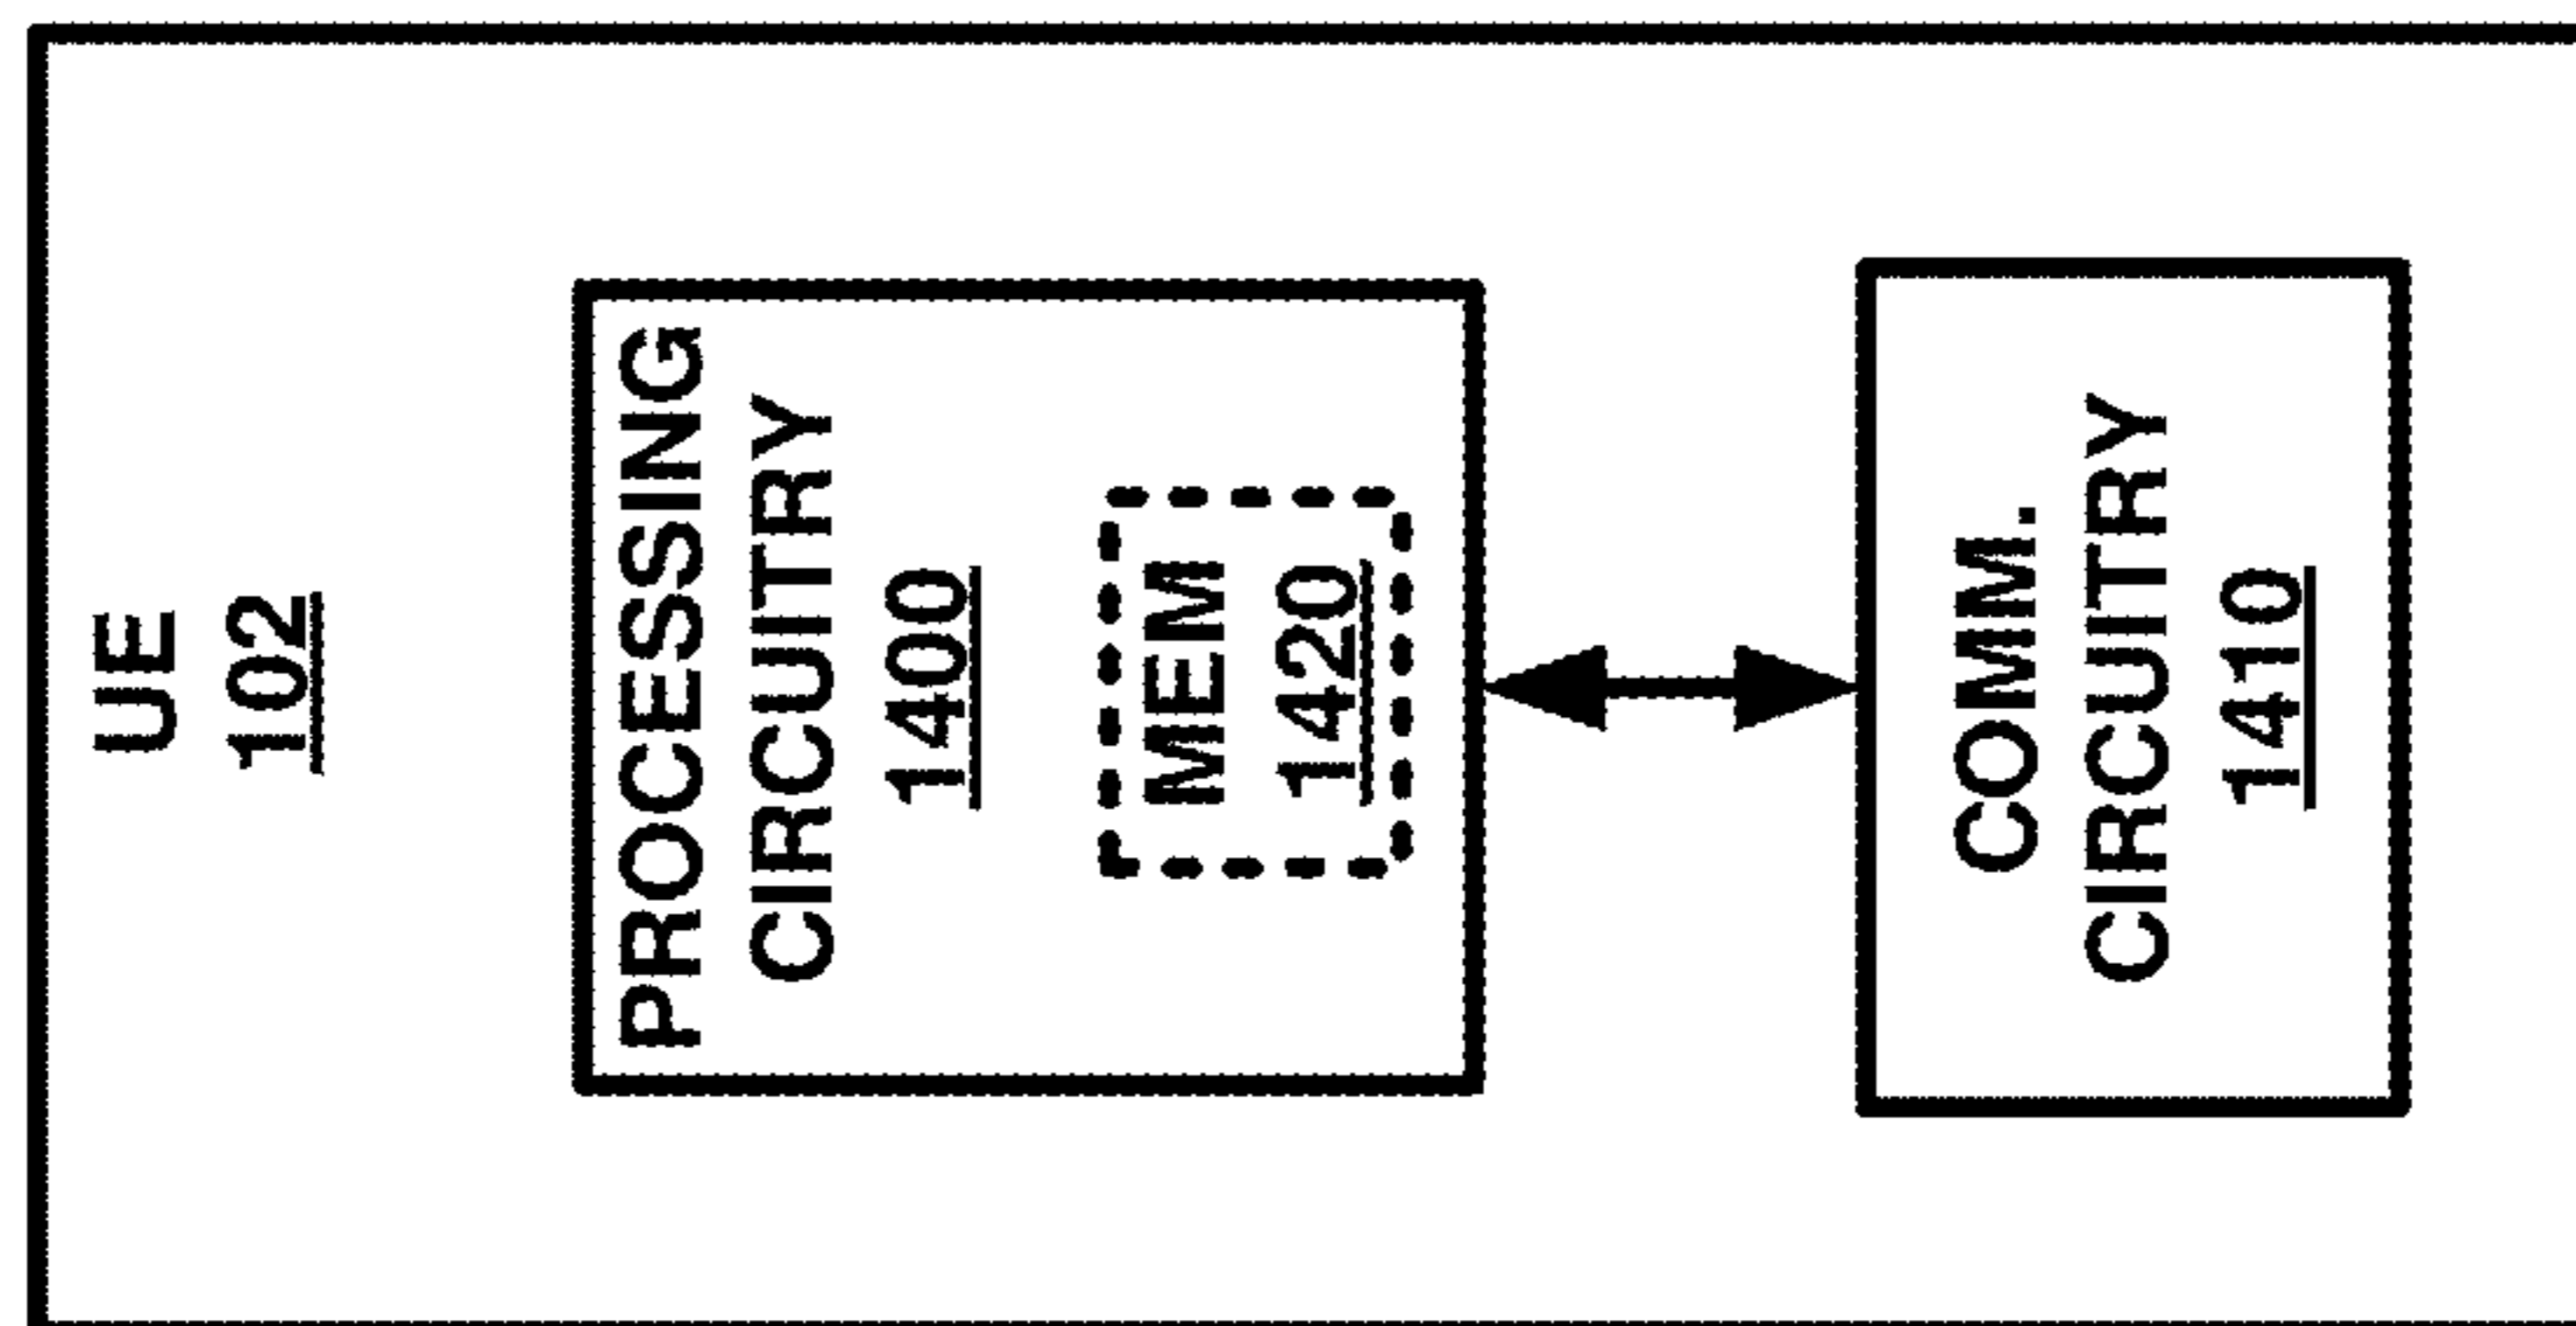 UE
102
PROCESSING
CIRCUITRY
1400
MEM
1420
COMM.
CIRCUITRY
1410